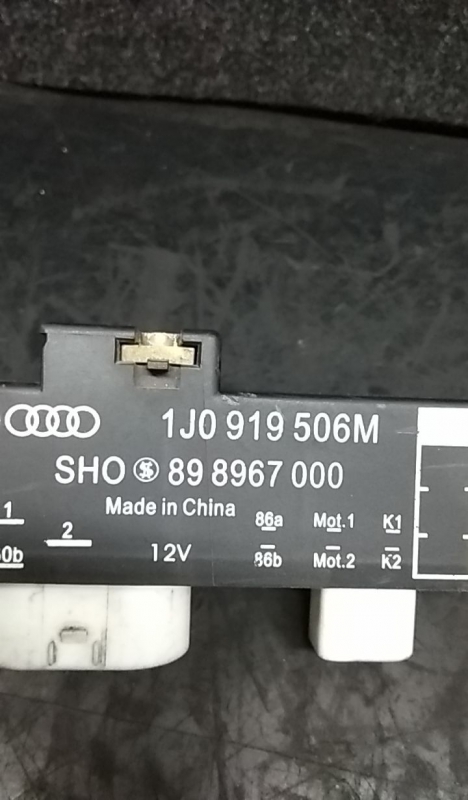 1J0 919 506M
SHO 89 8967 000
Made in China
1
2
12V
86a Mot.1 K1
86b Mot.2 K2
0b